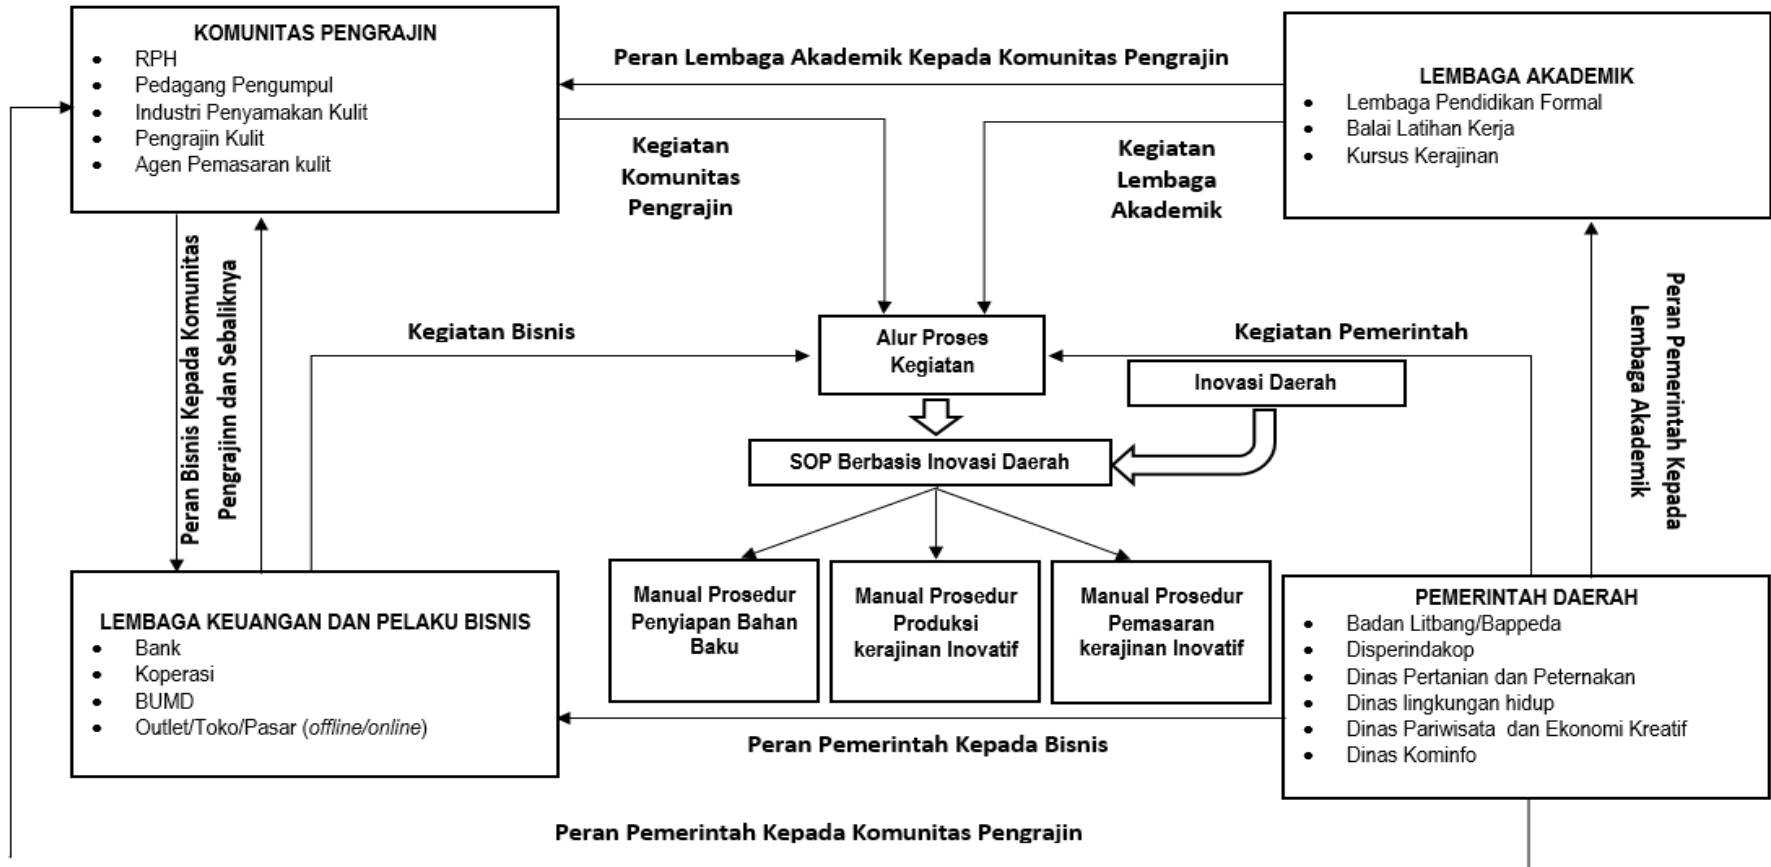 KOMUNITAS PENGRAJIN
• RPH
• Pedagang Pengumpul
• Industri Penyamakan Kulit
• Pengrajin Kulit
• Agen Pemasaran kulit
Peran Lembaga Akademik Kepada Komunitas Pengrajin
LEMBAGA AKADEMIK
• Lembaga Pendidikan Formal
• Balai Latihan Kerja
• Kursus Kerajinan
Kegiatan
Komunitas
Pengrajin
Kegiatan
Lembaga
Akademik
Peran Bisnis Kepada Komunitas
Pengrajinn dan Sebaliknya
Kegiatan Bisnis
Alur Proses
Kegiatan
Kegiatan Pemerintah
Inovasi Daerah
Peran Pemerintah Kepada
Lembaga Akademik
SOP Berbasis Inovasi Daerah
Manual Prosedur
Penyiapan Bahan
Baku
Manual Prosedur
Produksi
kerajinan Inovatif
Manual Prosedur
Pemasaran
kerajinan Inovatif
LEMBAGA KEUANGAN DAN PELAKU BISNIS
• Bank
• Koperasi
• BUMD
• Outlet/Toko/Pasar (offline/online)
PEMERINTAH DAERAH
• Badan Litbang/Bappeda
• Disperindakop
• Dinas Pertanian dan Peternakan
• Dinas lingkungan hidup
• Dinas Pariwisata dan Ekonomi Kreatif
• Dinas Kominfo
Peran Pemerintah Kepada Bisnis
Peran Pemerintah Kepada Komunitas Pengrajin